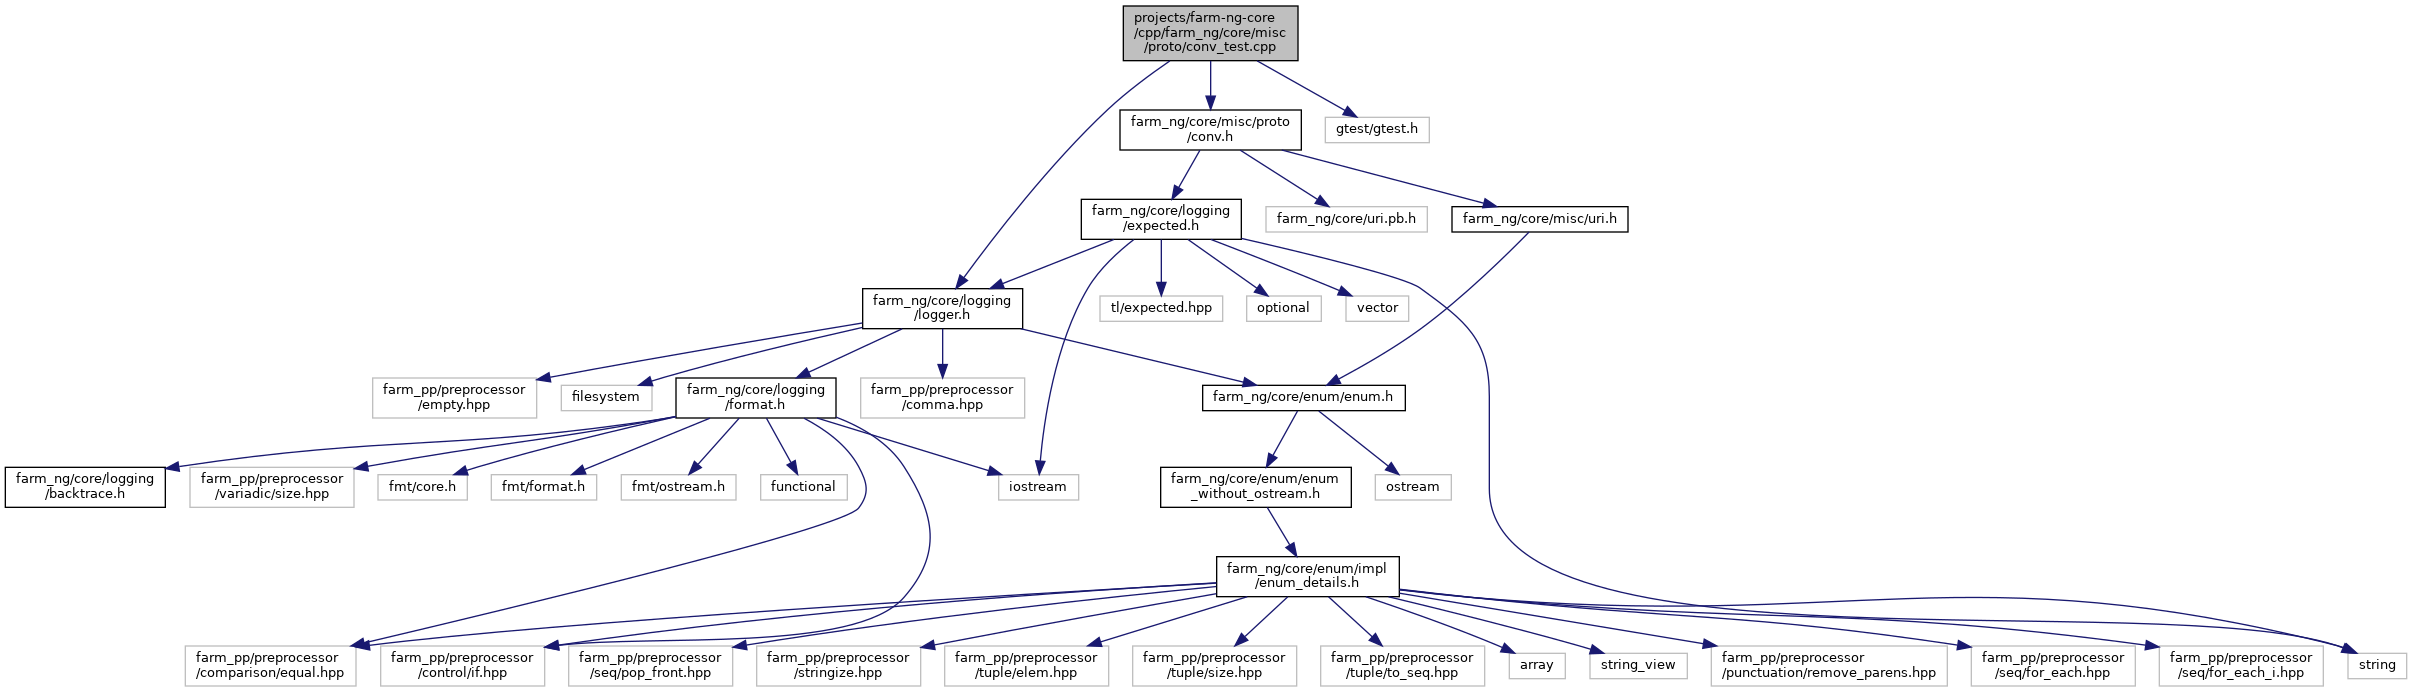 projects/farm-ng-core
/cpp/farm_ng/core/misc
/proto/conv_test.cpp
farm_ng/core/misc/proto
/conv.h
gtest/gtest.h
farm_ng/core/logging
/expected.h
farm_ng/core/uri.pb.h
farm_ng/core/misc/uri.h
farm_ng/core/logging
/logger.h
tl/expected.hpp
optional
vector
farm_pp/preprocessor
/empty.hpp
filesystem
farm_ng/core/logging
/format.h
farm_pp/preprocessor
/comma.hpp
farm_ng/core/enum/enum.h
farm_ng/core/logging
/backtrace.h
farm_pp/preprocessor
/variadic/size.hpp
fmt/core.h
fmt/format.h
fmt/ostream.h
functional
iostream
farm_ng/core/enum/enum
_without_ostream.h
ostream
farm_ng/core/enum/impl
/enum_details.h
farm_pp/preprocessor
/comparison/equal.hpp
farm_pp/preprocessor
/control/if.hpp
farm_pp/preprocessor
/seq/pop_front.hpp
farm_pp/preprocessor
/stringize.hpp
farm_pp/preprocessor
/tuple/elem.hpp
farm_pp/preprocessor
/tuple/size.hpp
farm_pp/preprocessor
/tuple/to_seq.hpp
array
string_view
farm_pp/preprocessor
/punctuation/remove_parens.hpp
farm_pp/preprocessor
/seq/for_each.hpp
farm_pp/preprocessor
/seq/for_each_i.hpp
string